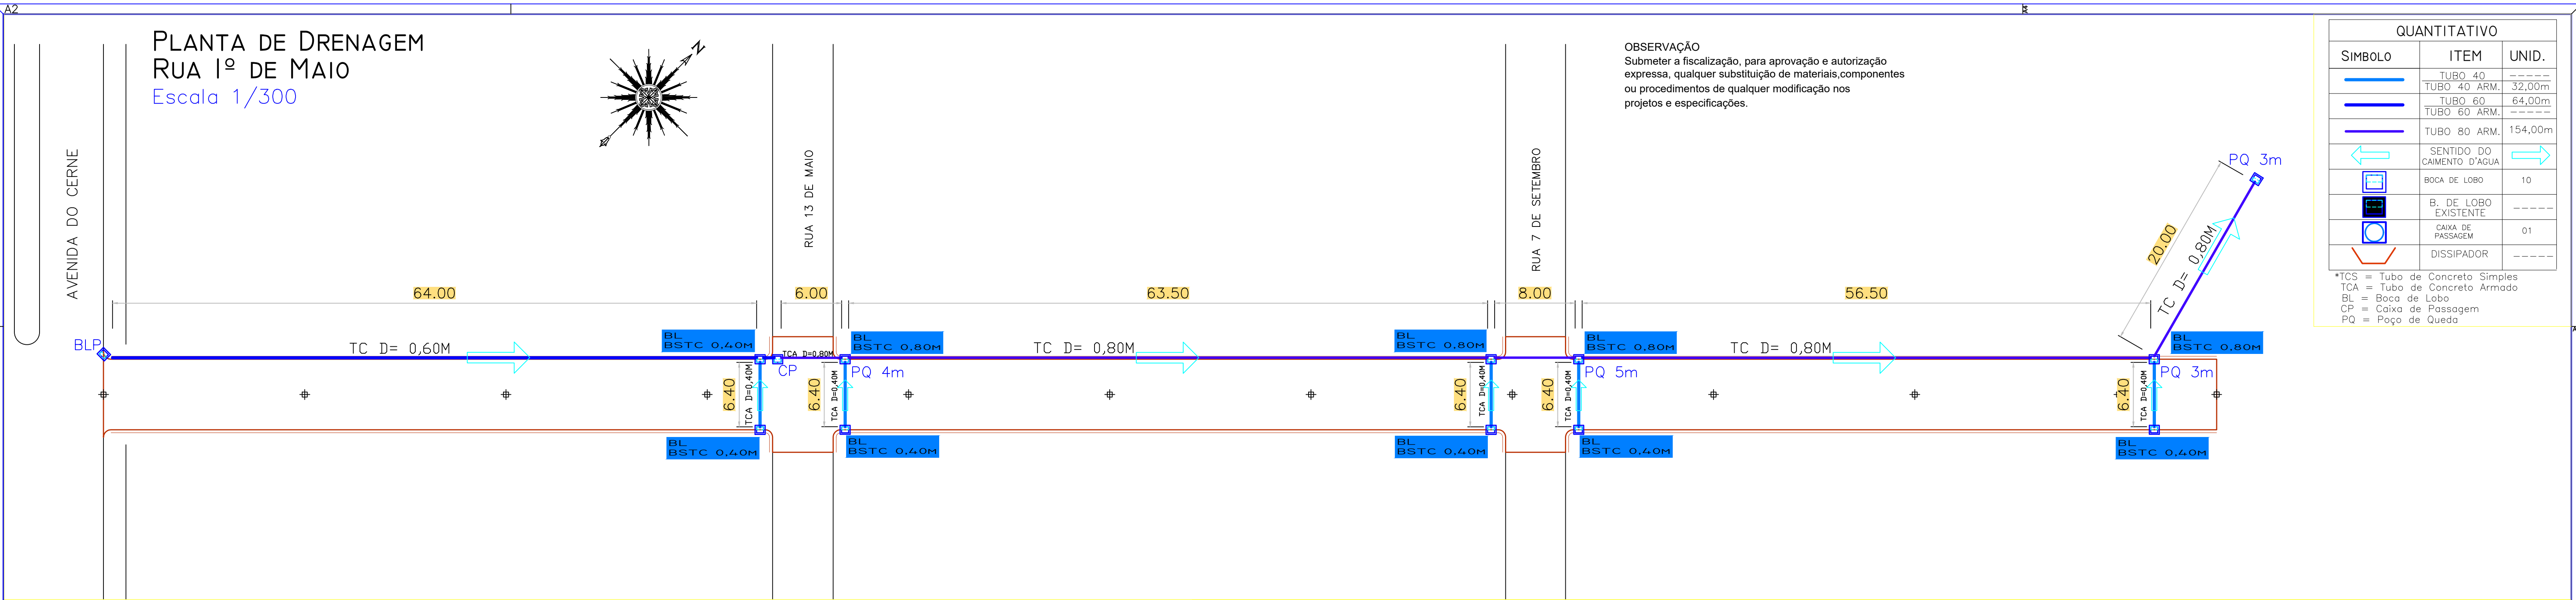 A2
PLANTA DE DRENAGEM
RUA 1º DE MAIO
Escala 1/300
N
OBSERVAÇÃO
Submeter a fiscalização, para aprovação e autorização
expressa, qualquer substituição de materiais,componentes
ou procedimentos de qualquer modificação nos
projetos e especificações.
QUANTITATIVO
SIMBOLO ITEM UNID.
TUBO 40 -----
TUBO 40 ARM. 32,00m
TUBO 60 64,00m
TUBO 60 ARM. -----
TUBO 80 ARM. 154,00m
SENTIDO DO
CAIMENTO D'AGUA
BOCA DE LOBO 10
B. DE LOBO
EXISTENTE -----
CAIXA DE
PASSAGEM 01
DISSIPADOR -----
*TCS = Tubo de Concreto Simples
TCA = Tubo de Concreto Armado
BL = Boca de Lobo
CP = Caixa de Passagem
PQ = Poço de Queda
AVENIDA DO CERNE
RUA 13 DE MAIO
RUA 7 DE SETEMBRO
PQ 3m
20.00
TC D= 0,80M
64.00
6.00
63.50
8.00
56.50
BLP
TC D= 0,60M
BL
BSTC 0.40M
TCA D=0.80M
CP
BL
BSTC 0.80M
PQ 4m
TC D= 0,80M
BL
BSTC 0.80M
BL
BSTC 0.80M
PQ 5m
TC D= 0,80M
BL
BSTC 0.80M
PQ 3m
6.40
TCA D=0,40M
6.40
TCA D=0,40M
6.40
TCA D=0,40M
6.40
TCA D=0,40M
6.40
TCA D=0,40M
BL
BSTC 0.40M
BL
BSTC 0.40M
BL
BSTC 0.40M
BL
BSTC 0.40M
BL
BSTC 0.40M